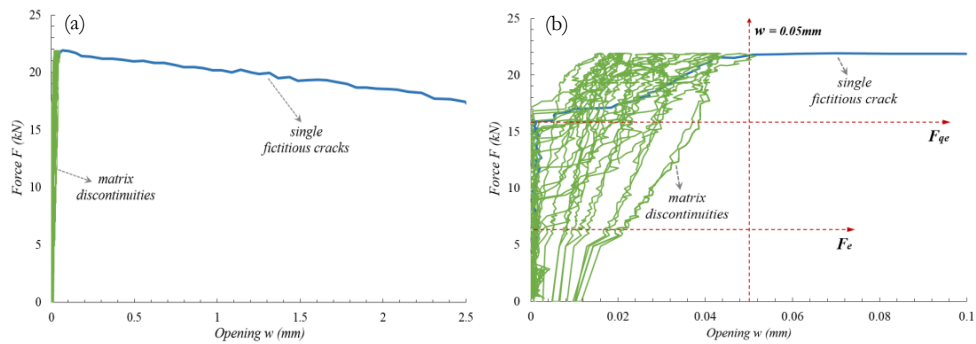 (a)
25
20
15
10
5
0
Force F (kN)
single
fictitious cracks
matrix
discontinuities
0 0.5 1 1.5 2 2.5
Opening w (mm)
(b)
25
20
15
10
5
0
Force F (kN)
w = 0.05mm
single
fictitious crack
Fqe
matrix
discontinuities
Fe
0 0.02 0.04 0.06 0.08 0.1
Opening w (mm)